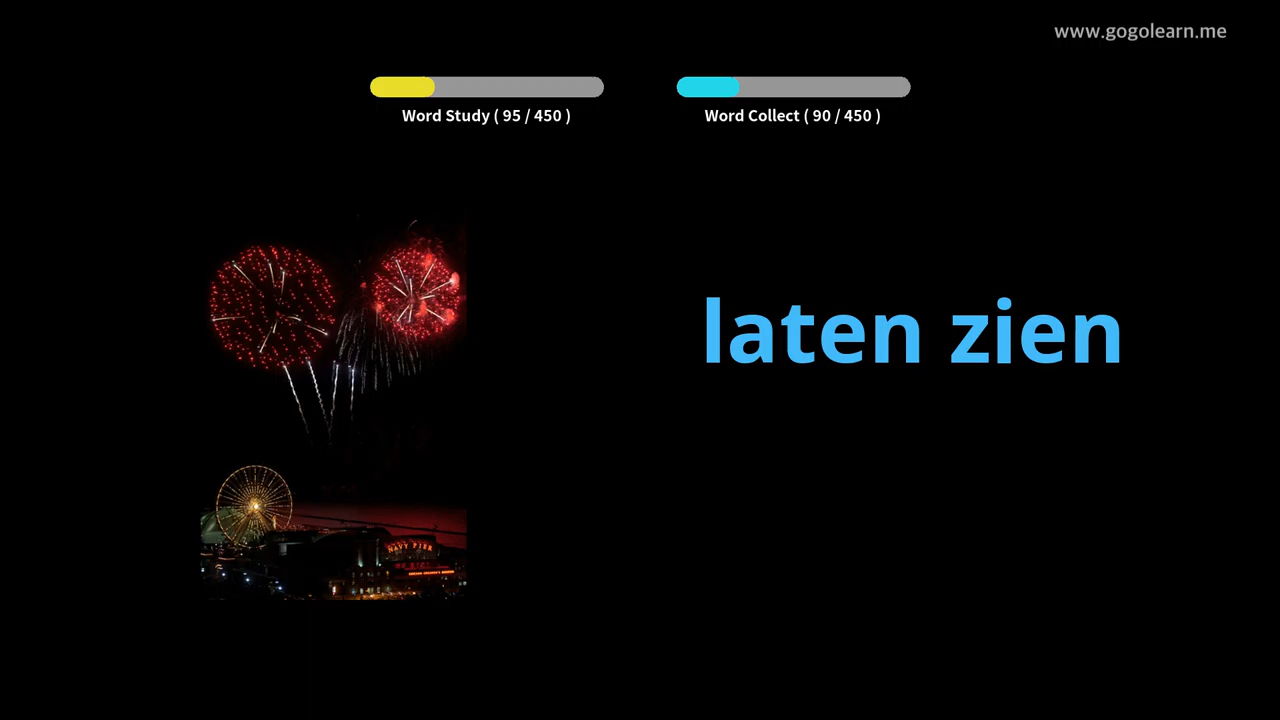 www.gogolearn.me
Word Study ( 95 / 450 )
Word Collect ( 90 / 450 )
laten zien
NAVY PIER